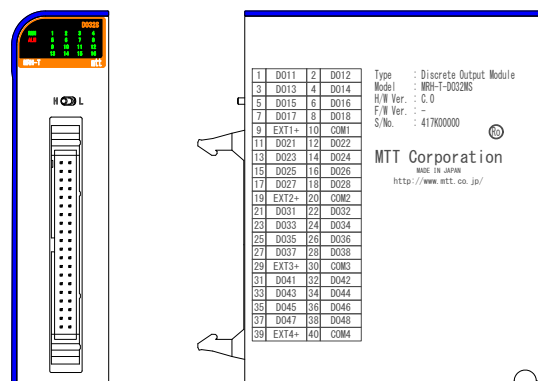 DO32S
RUN 1 2 3 4
ALM 5 6 7 8
9 10 11 12
13 14 15 16
MRH-T mtt
H L
1 DO11 2 DO12
3 DO13 4 DO14
5 DO15 6 DO16
7 DO17 8 DO18
9 EXT1+ 10 COM1
11 DO21 12 DO22
13 DO23 14 DO24
15 DO25 16 DO26
17 DO27 18 DO28
19 EXT2+ 20 COM2
21 DO31 22 DO32
23 DO33 24 DO34
25 DO35 26 DO36
27 DO37 28 DO38
29 EXT3+ 30 COM3
31 DO41 32 DO42
33 DO43 34 DO44
35 DO45 36 DO46
37 DO47 38 DO48
39 EXT4+ 40 COM4
Type : Discrete Output Module
Model : MRH-T-DO32MS
H/W Ver. : C.0
F/W Ver. : -
S/No. : 417K00000
Ro
MTT Corporation
MADE IN JAPAN
http://www.mtt.co.jp/